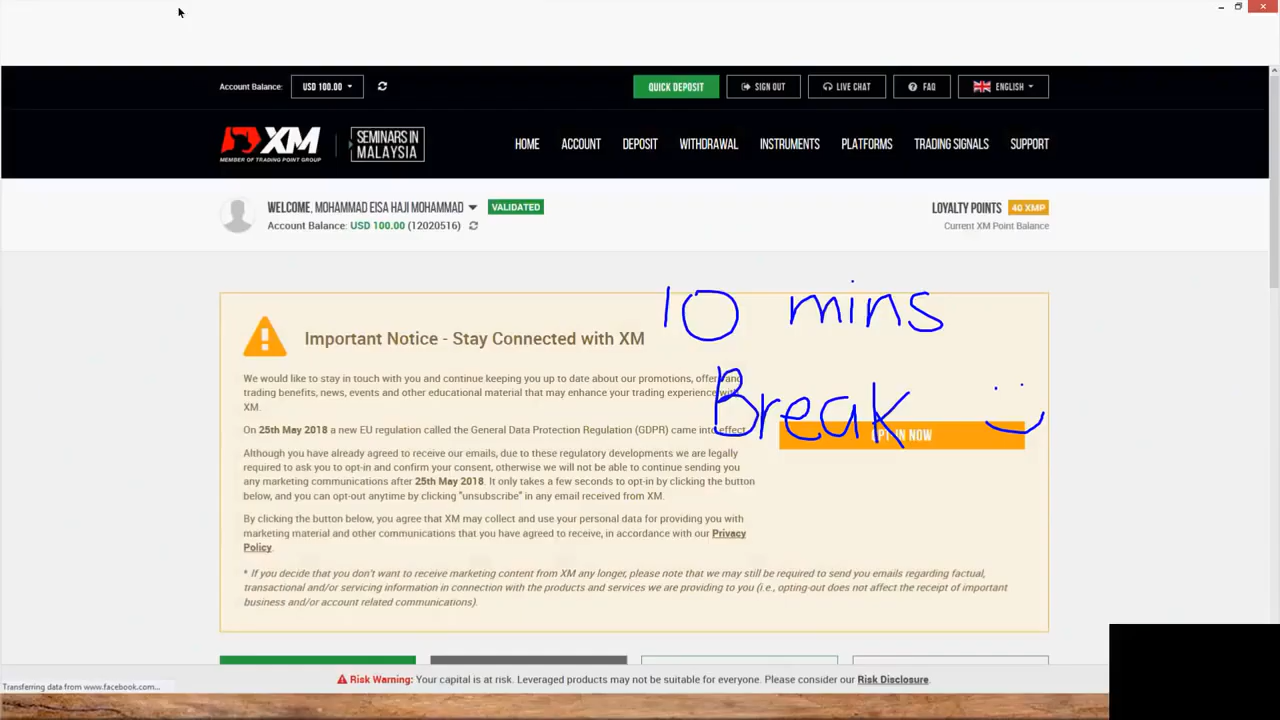 Account Balance: USD 100.00 QUICK DEPOSIT SIGN OUT LIVE CHAT FAQ ENGLISH
XM
MEMBER OF TRADING POINT GROUP
SEMINARS IN
MALAYSIA
HOME ACCOUNT DEPOSIT WITHDRAWAL INSTRUMENTS PLATFORMS TRADING SIGNALS SUPPORT
WELCOME, MOHAMMAD EISA HAJI MOHAMMAD VALIDATED
Account Balance: USD 100.00 (12020516)
LOYALTY POINTS 40 XMP
Current XM Point Balance
10 mins
Break
Important Notice - Stay Connected with XM
We would like to stay in touch with you and continue keeping you up to date about our promotions, offers and
trading benefits, news, events and other educational material that may enhance your trading experience with
XM.
On 25th May 2018 a new EU regulation called the General Data Protection Regulation (GDPR) came into effect.
Although you have already agreed to receive our emails, due to these regulatory developments we are legally
required to ask you to opt-in and confirm your consent, otherwise we will not be able to continue sending you
any marketing communications after 25th May 2018. It only takes a few seconds to opt-in by clicking the button
below, and you can opt-out anytime by clicking "unsubscribe" in any email received from XM.
By clicking the button below, you agree that XM may collect and use your personal data for providing you with
marketing material and other communications that you have agreed to receive, in accordance with our Privacy
Policy.
OPT IN NOW
* If you decide that you don't want to receive marketing content from XM any longer, please note that we may still be required to send you emails regarding factual,
transactional and/or servicing information in connection with the products and services we are providing to you (i.e., opting-out does not affect the receipt of important
business and/or account related communications).
Risk Warning: Your capital is at risk. Leveraged products may not be suitable for everyone. Please consider our Risk Disclosure.
Transferring data from www.facebook.com...